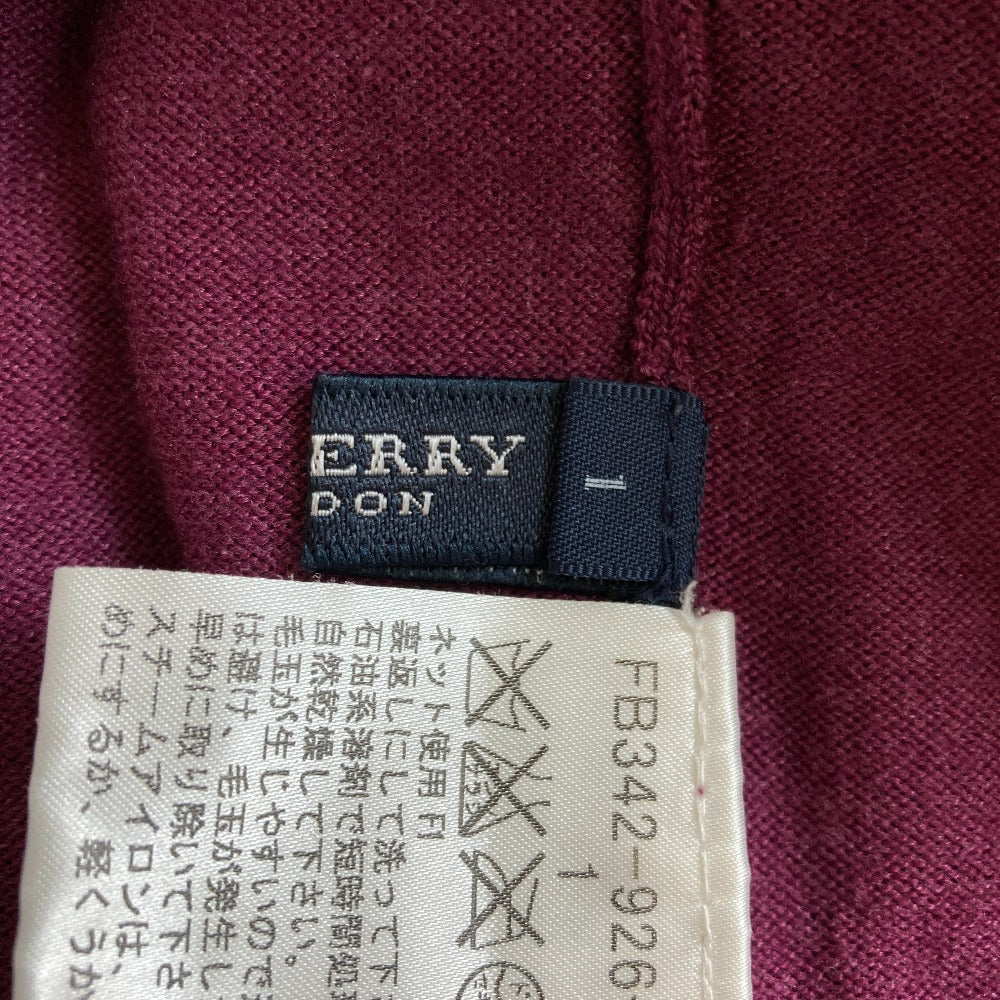 ERRY
DON
1
FB342-926-
1
ネット使用
裏返しにして洗って下
石油系溶剤で短時間処
自然乾燥して下さい。
毛玉が生じやすいので
は避け、毛玉が発生し
早めに取り除いて下さ
スチームアイロンは、
めにするか、軽くうか